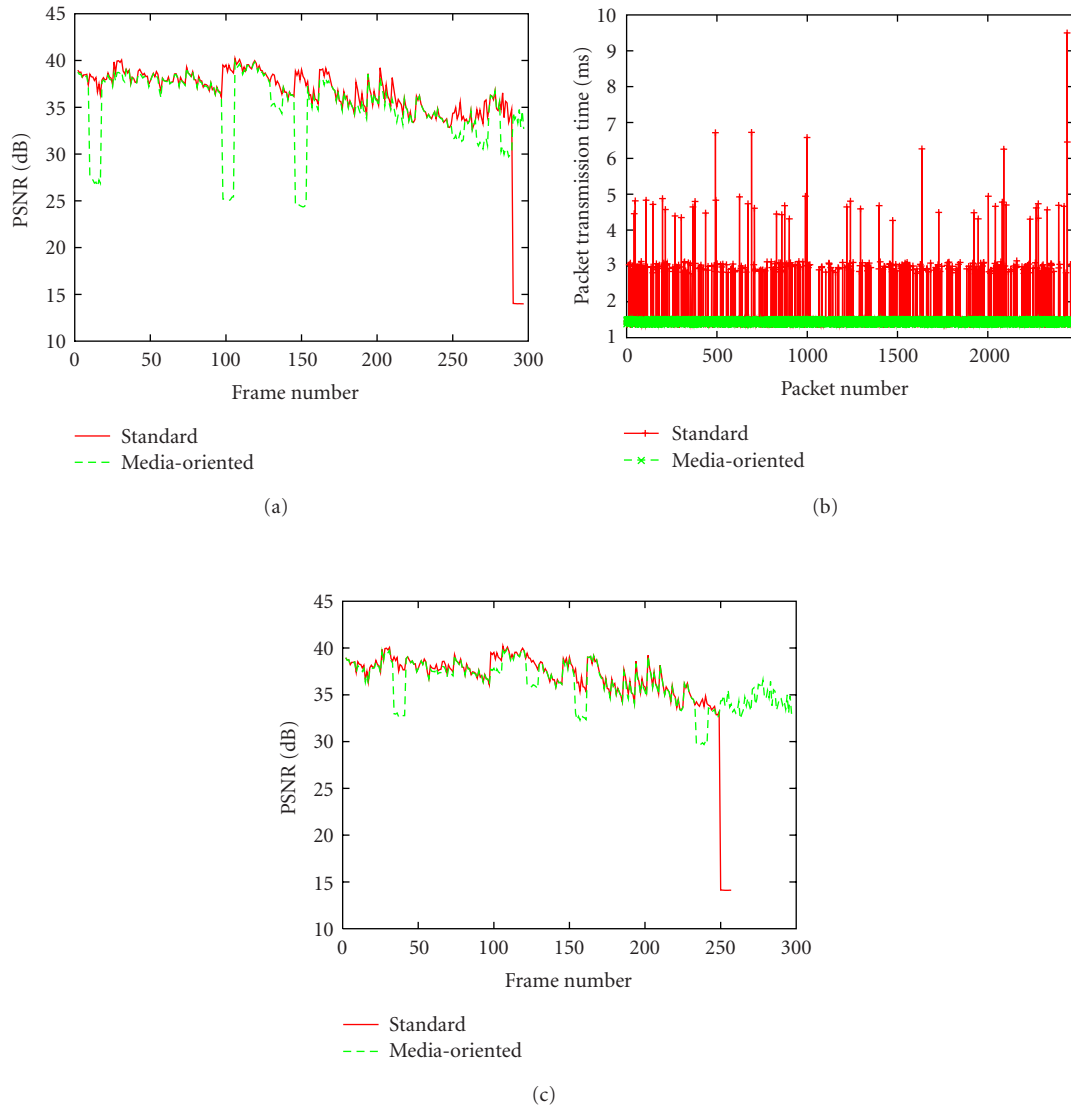 45
40
35
30
25
20
15
10
PSNR (dB)
0 50 100 150 200 250 300
Frame number
Standard
Media-oriented
(a)
10
9
8
7
6
5
4
3
2
1
Packet transmission time (ms)
0 500 1000 1500 2000
Packet number
Standard
Media-oriented
(b)
45
40
35
30
25
20
15
10
PSNR (dB)
0 50 100 150 200 250 300
Frame number
Standard
Media-oriented
(c)